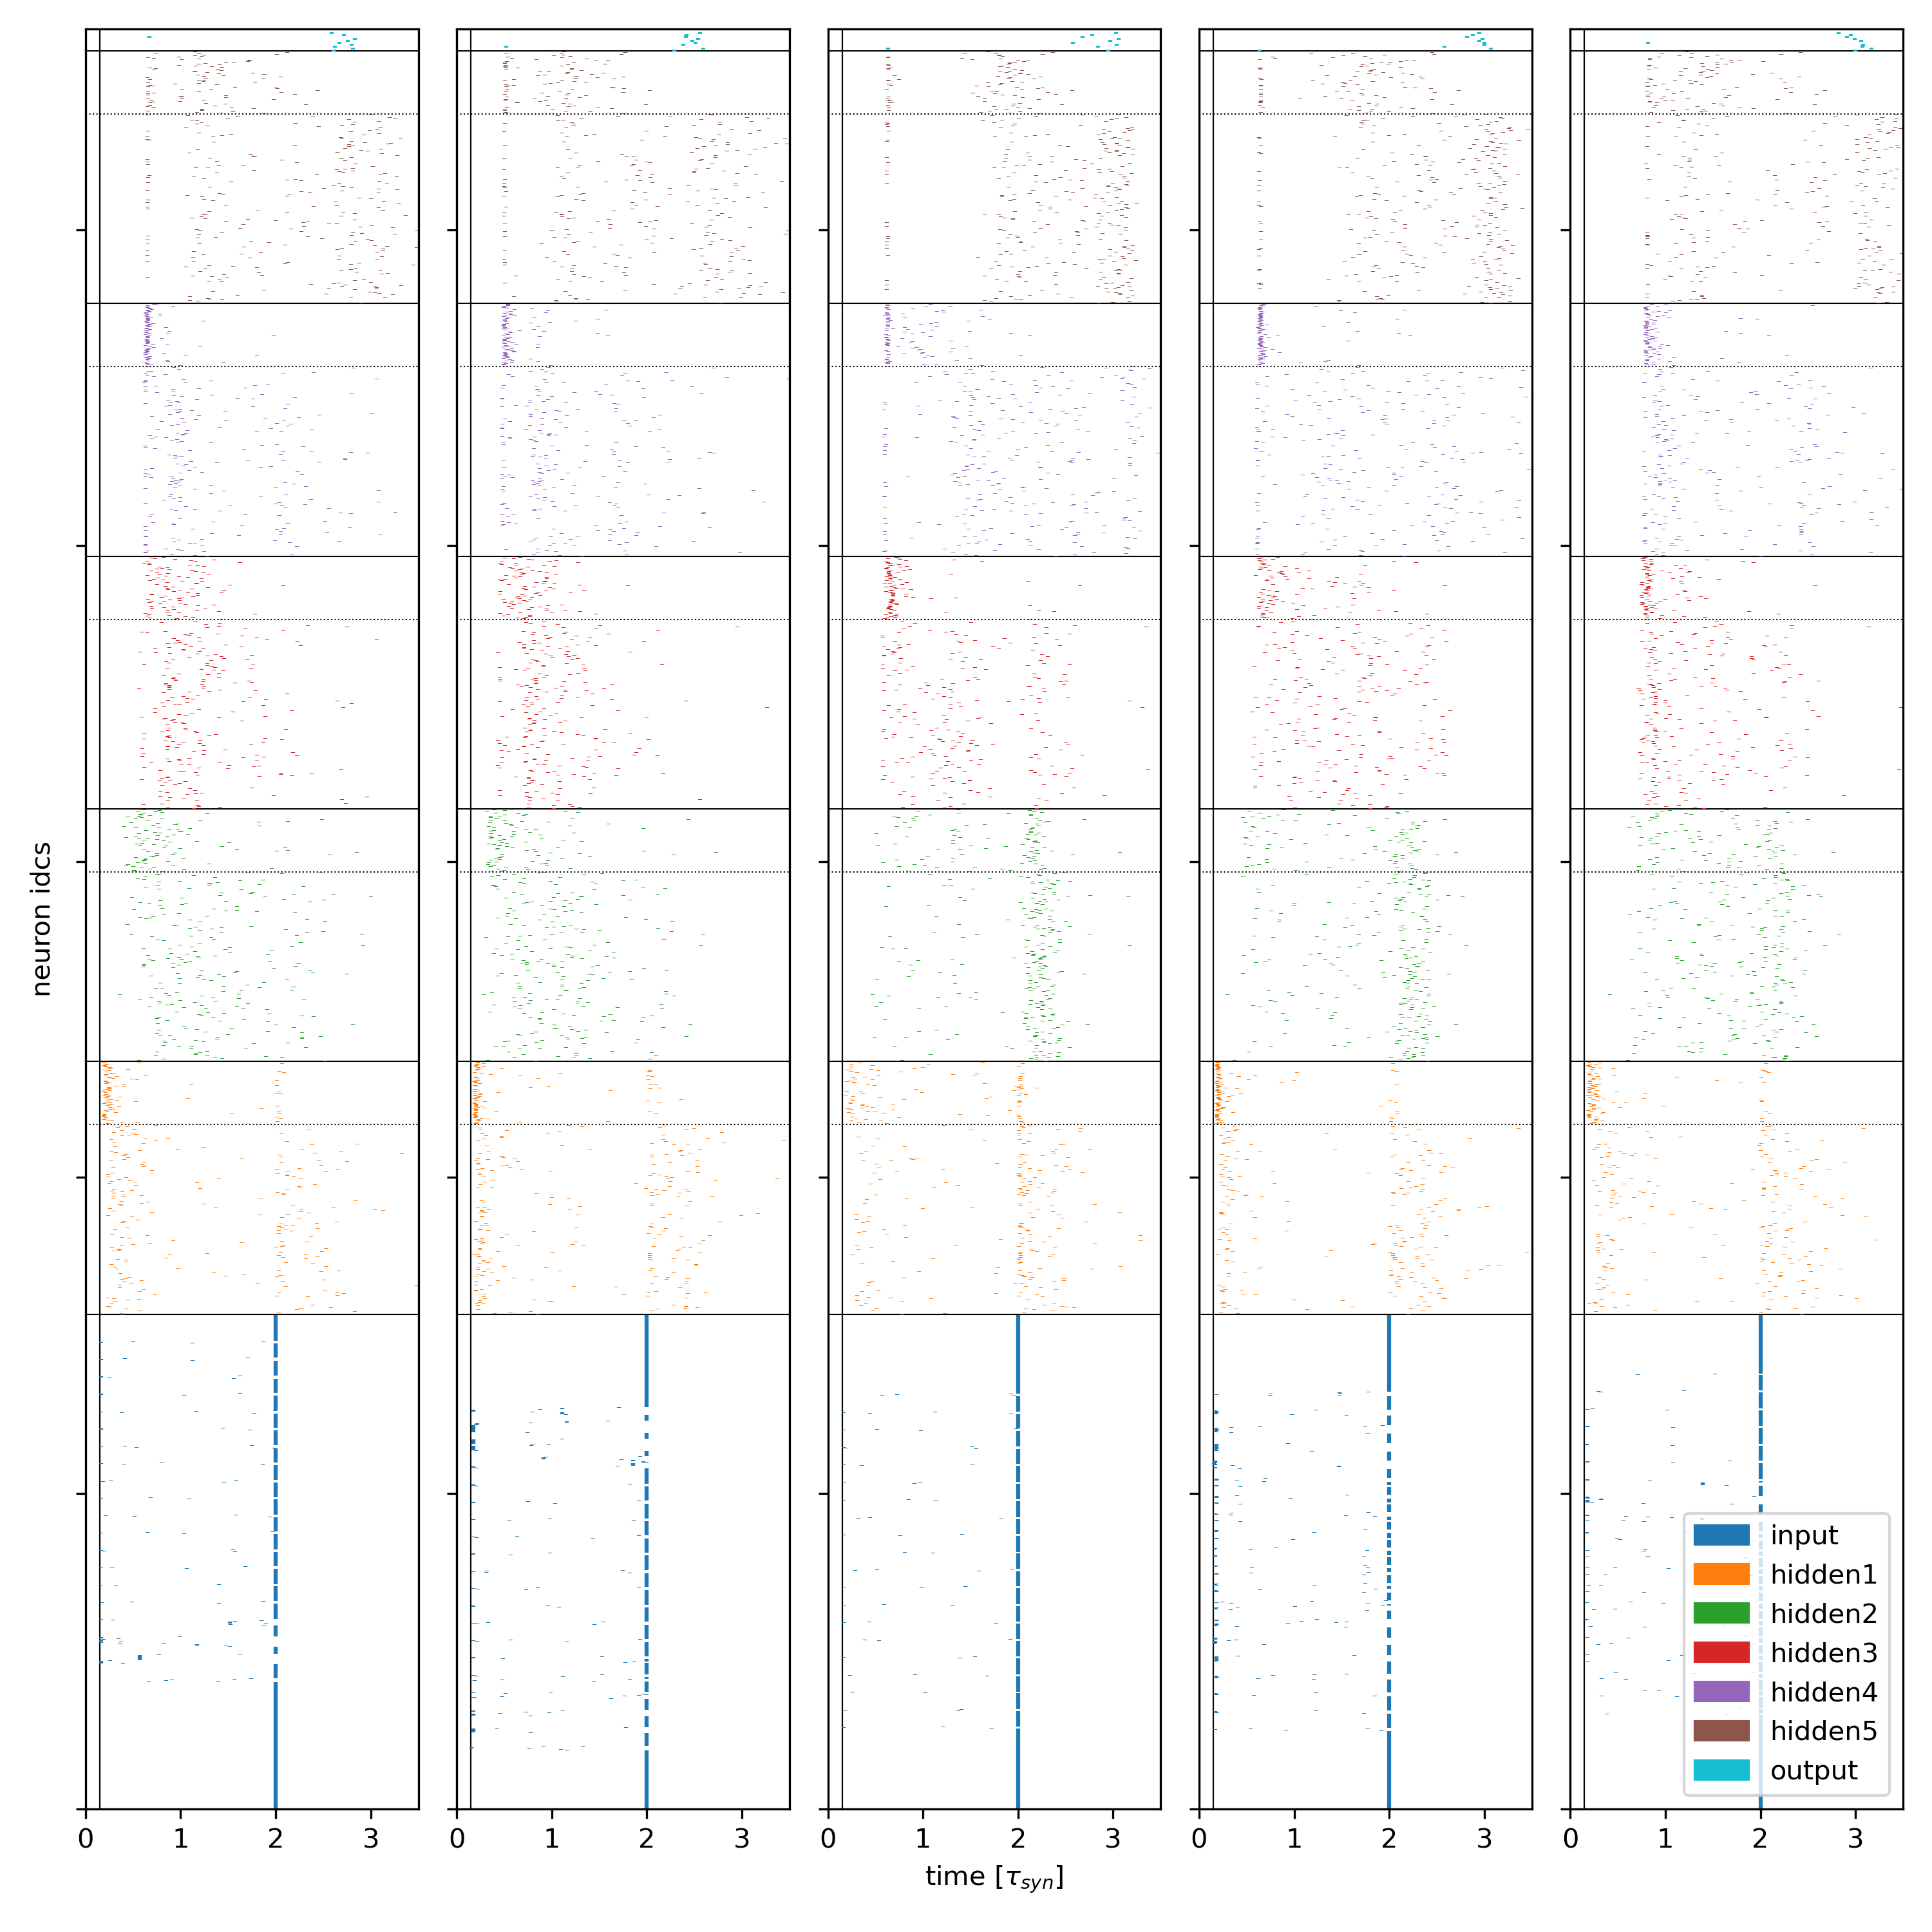 neuron idcs
input
hidden1
hidden2
hidden3
hidden4
hidden5
output
0 1 2 3 0 1 2 3 0 1 2 3 0 1 2 3 0 1 2 3
time [τsyn]